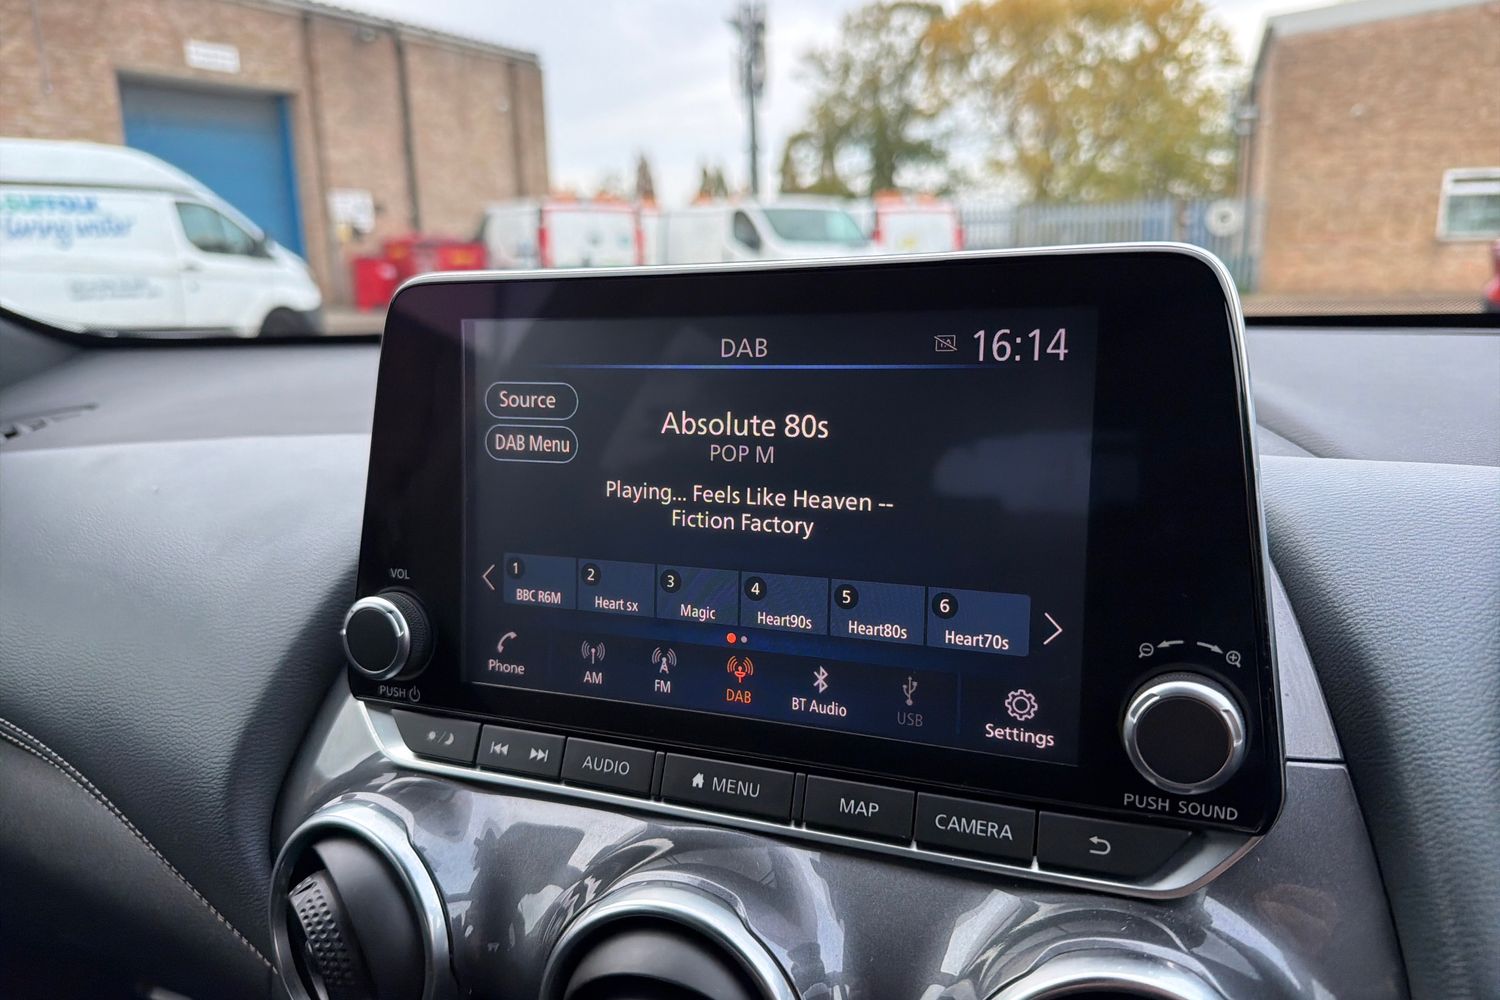 SUFFOLK
DAB
TA
16:14
Source
DAB Menu
Absolute 80s
POP M
Playing... Feels Like Heaven --
Fiction Factory
1
BBC R6M
2
Heart sx
3
Magic
4
Heart90s
5
Heart80s
6
Heart70s
Phone
AM
FM
DAB
BT Audio
USB
Settings
VOL
PUSH
PUSH SOUND
AUDIO
MENU
MAP
CAMERA